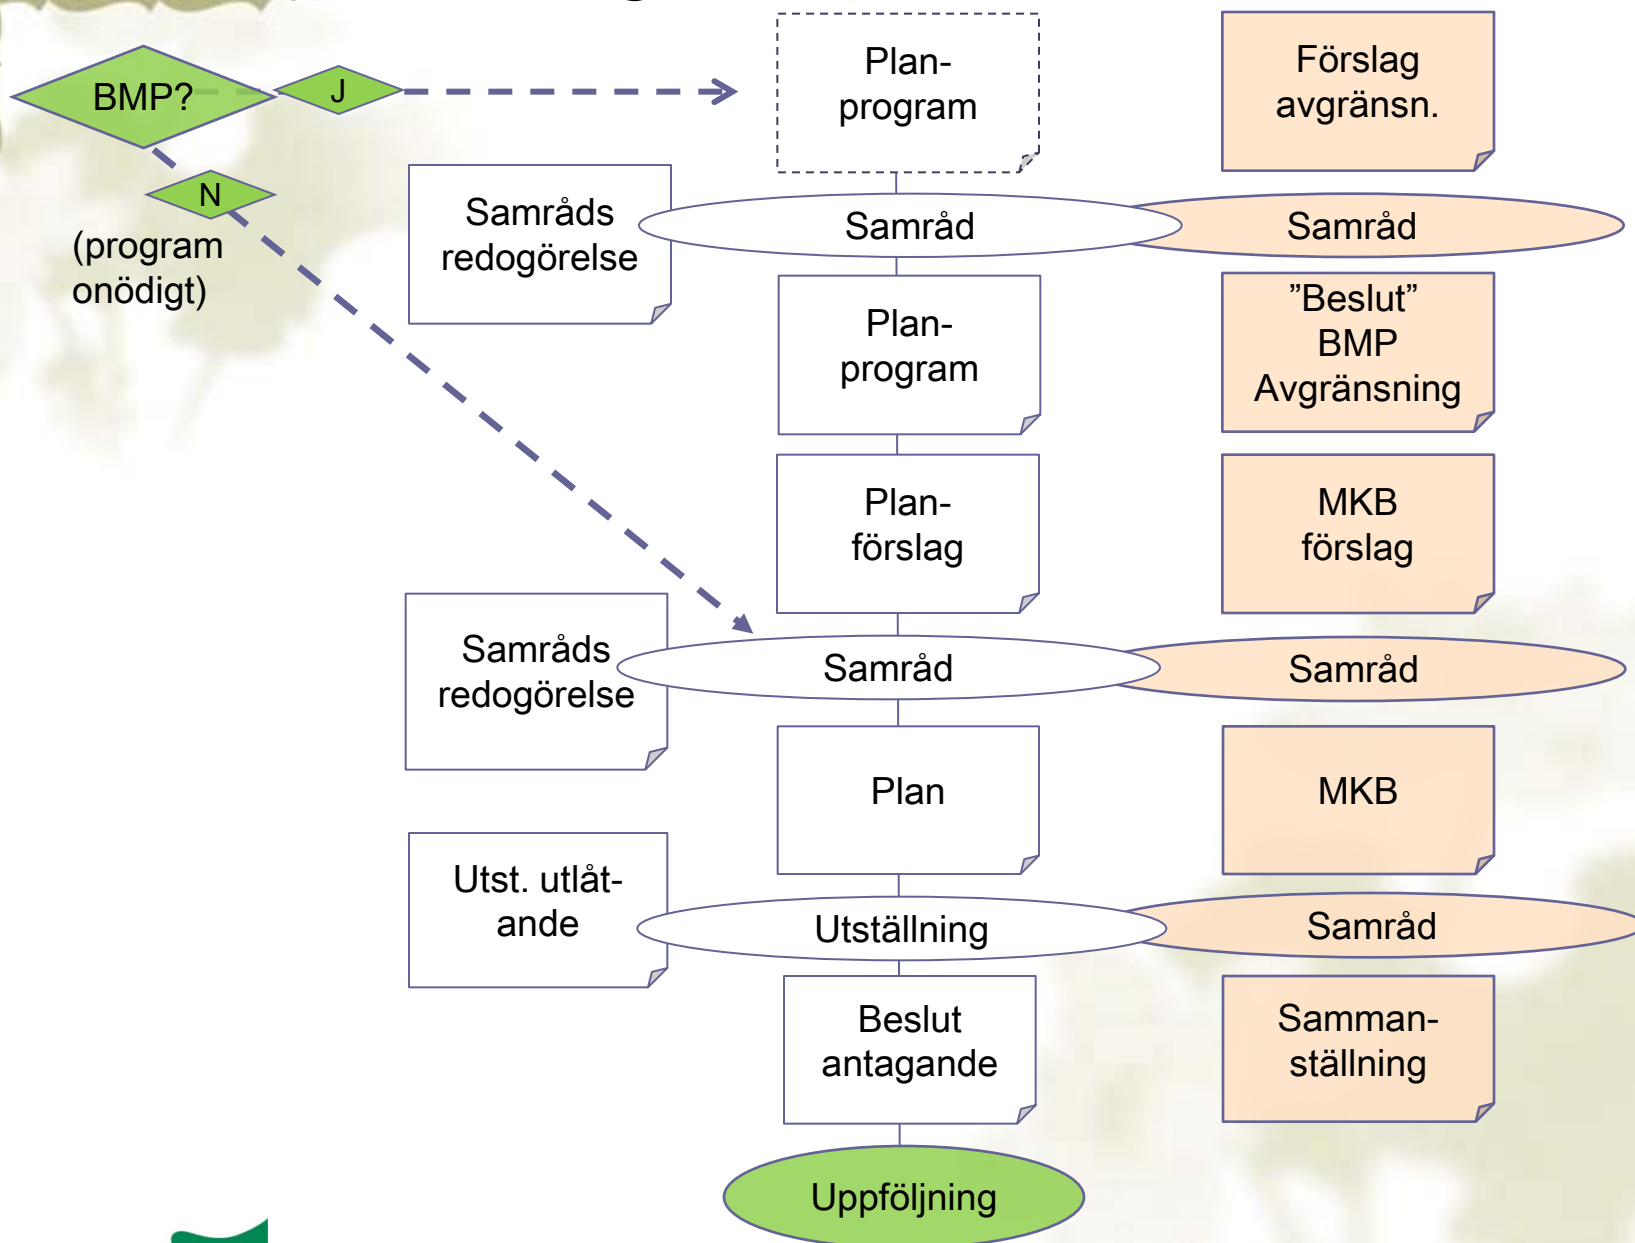 BMP?
J
N
(program
onödigt)
Plan-
program
Förslag
avgränsn.
Samråds
redogörelse
Samråd
Samråd
Plan-
program
”Beslut”
BMP
Avgränsning
Plan-
förslag
MKB
förslag
Samråds
redogörelse
Samråd
Samråd
Plan
MKB
Utst. utlåt-
ande
Utställning
Samråd
Beslut
antagande
Samman-
ställning
Uppföljning